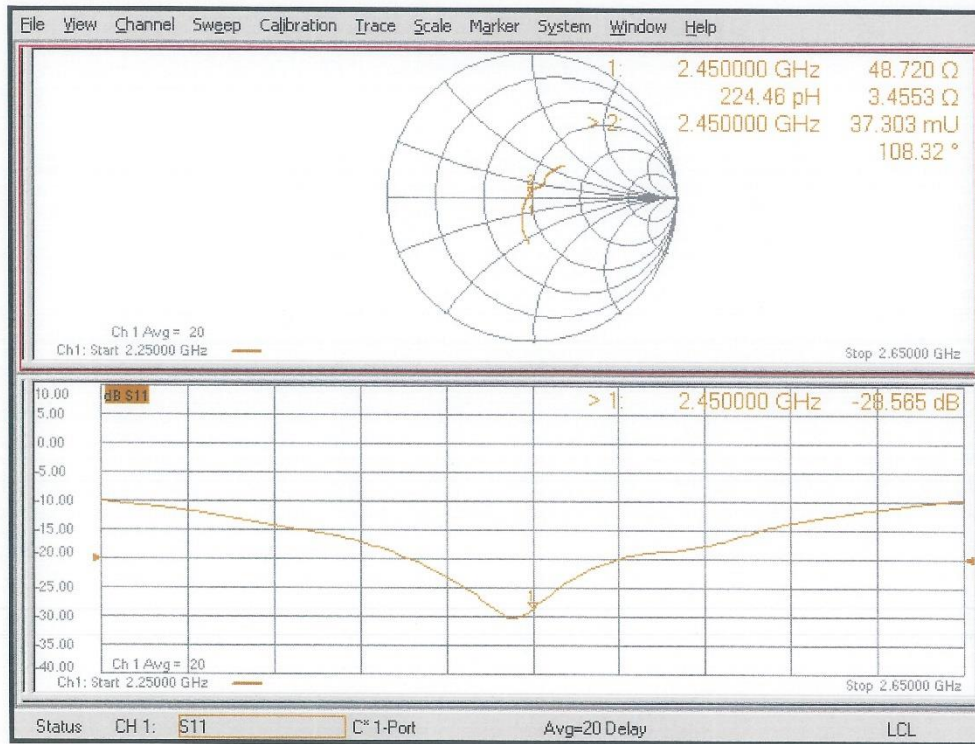 File View Channel Sweep Calibration Trace Scale Marker System Window Help
1: 2.450000 GHz 48.720 Ω
224.46 pH 3.4553 Ω
> 2: 2.450000 GHz 37.303 mU
108.32 °
2
1
Ch 1 Avg = 20
Ch1: Start 2.25000 GHz
Stop 2.65000 GHz
10.00 dB S11 > 1: 2.450000 GHz -28.565 dB
5.00
0.00
-5.00
-10.00
-15.00
-20.00
-25.00
1
-30.00
-35.00
-40.00
Ch 1 Avg = 20
Ch1: Start 2.25000 GHz
Stop 2.65000 GHz
Status CH 1: S11 C* 1-Port Avg=20 Delay LCL